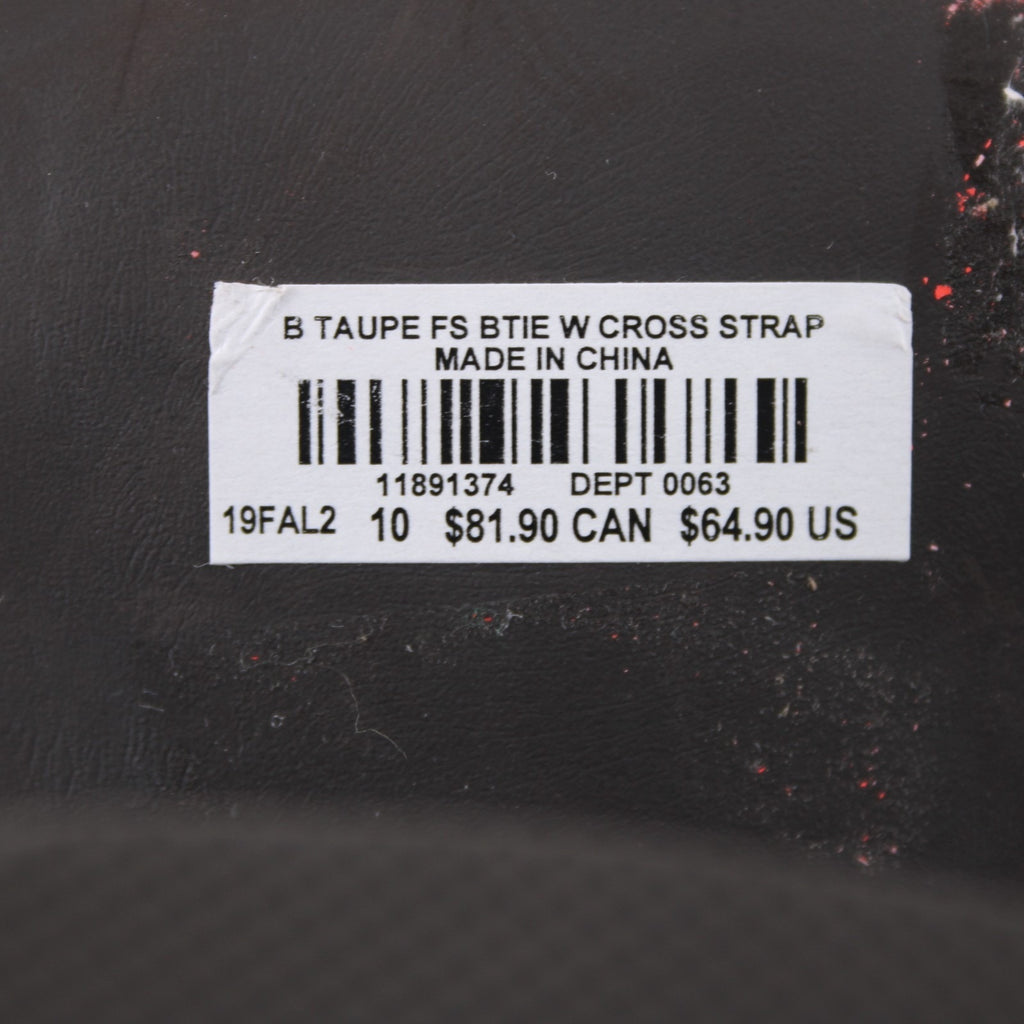 B TAUPE FS BTIE W CROSS STRAP
MADE IN CHINA
11891374 DEPT 0063
19FAL2 10 $81.90 CAN $64.90 US